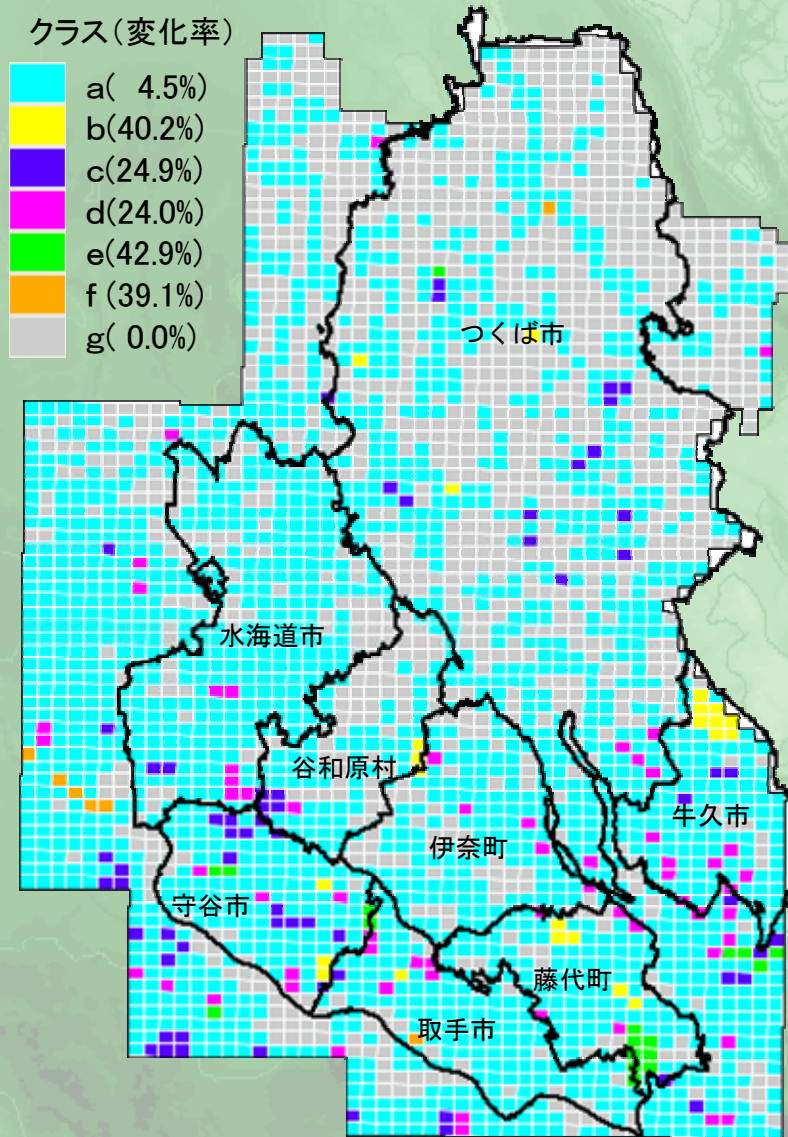 クラス(変化率)
a( 4.5%)
b(40.2%)
c(24.9%)
d(24.0%)
e(42.9%)
f(39.1%)
g( 0.0%)
つくば市
水海道市
谷和原村
牛久市
伊奈町
守谷市
藤代町
取手市